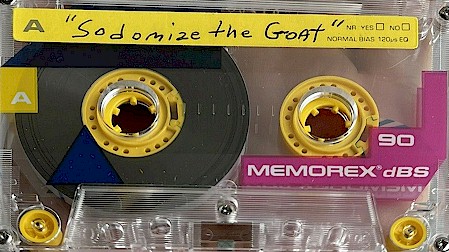 A "Sodomize the GOAT" NR YES □ NO □
NORMAL BIAS 120µs EQ
A
90
MEMOREX® dBS